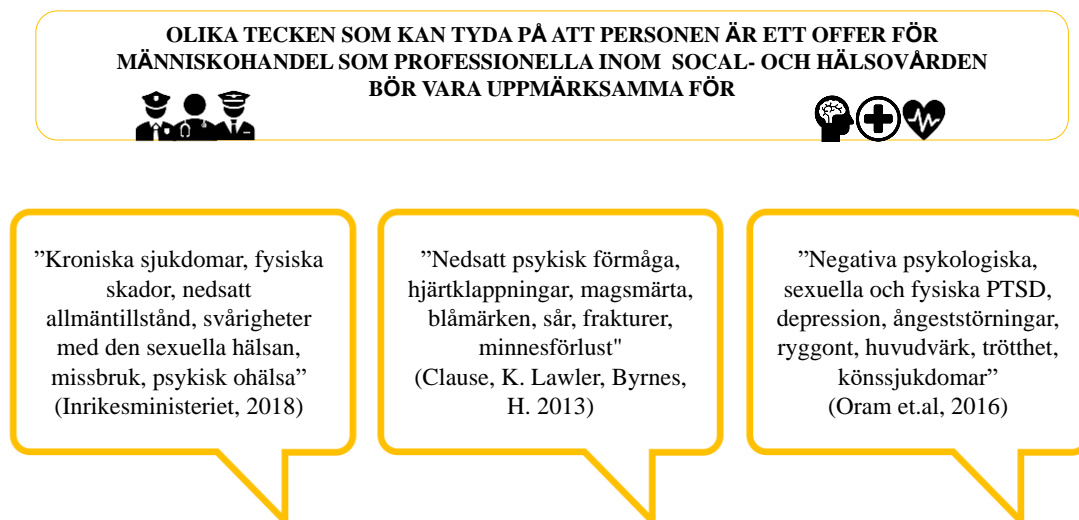 OLIKA TECKEN SOM KAN TYDA PÅ ATT PERSONEN ÄR ETT OFFER FÖR
MÄNNISKOHANDEL SOM PROFESSIONELLA INOM SOCAL- OCH HÄLSOVÅRDEN
BÖR VARA UPPMÄRKSAMMA FÖR
”Kroniska sjukdomar, fysiska
skador, nedsatt
allmäntillstånd, svårigheter
med den sexuella hälsan,
missbruk, psykisk ohälsa”
(Inrikesministeriet, 2018)
”Nedsatt psykisk förmåga,
hjärtklappningar, magsmärta,
blåmärken, sår, frakturer,
minnesförlust"
(Clause, K. Lawler, Byrnes,
H. 2013)
”Negativa psykologiska,
sexuella och fysiska PTSD,
depression, ångeststörningar,
ryggont, huvudvärk, trötthet,
könssjukdomar”
(Oram et.al, 2016)